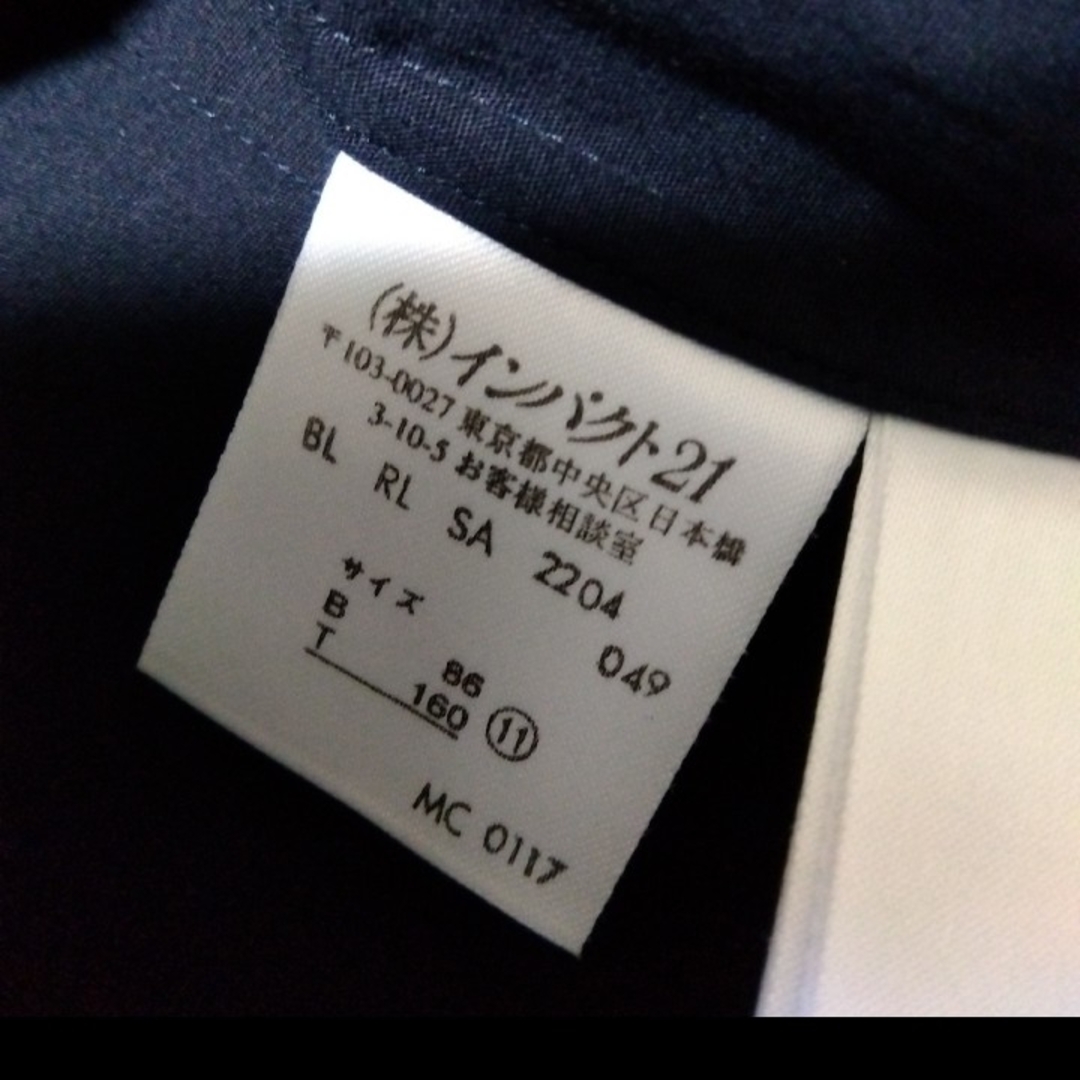 (株)インパクト21
〒103-0027 東京都中央区日本橋
3-10-5 お客様相談室
BL RL SA 2204 049
サイズ
B 86
T 160 ⑪
MC 0117